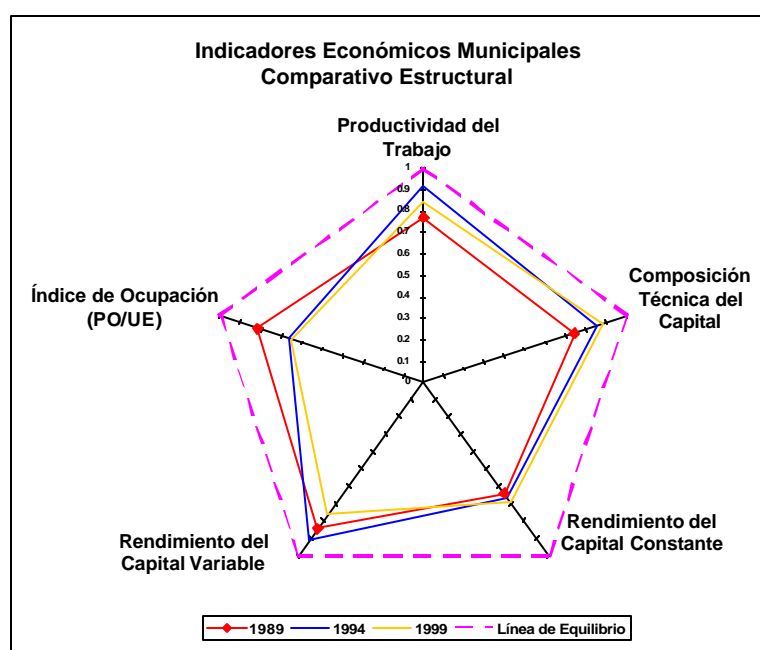 Indicadores Económicos Municipales
Comparativo Estructural
Productividad del
Trabajo
1
0.9
0.8
0.7
0.6
0.5
0.4
0.3
0.2
0.1
0
Composición
Técnica del
Capital
Índice de Ocupación
(PO/UE)
Rendimiento del
Capital Constante
Rendimiento del
Capital Variable
1989 1994 1999 Línea de Equilibrio